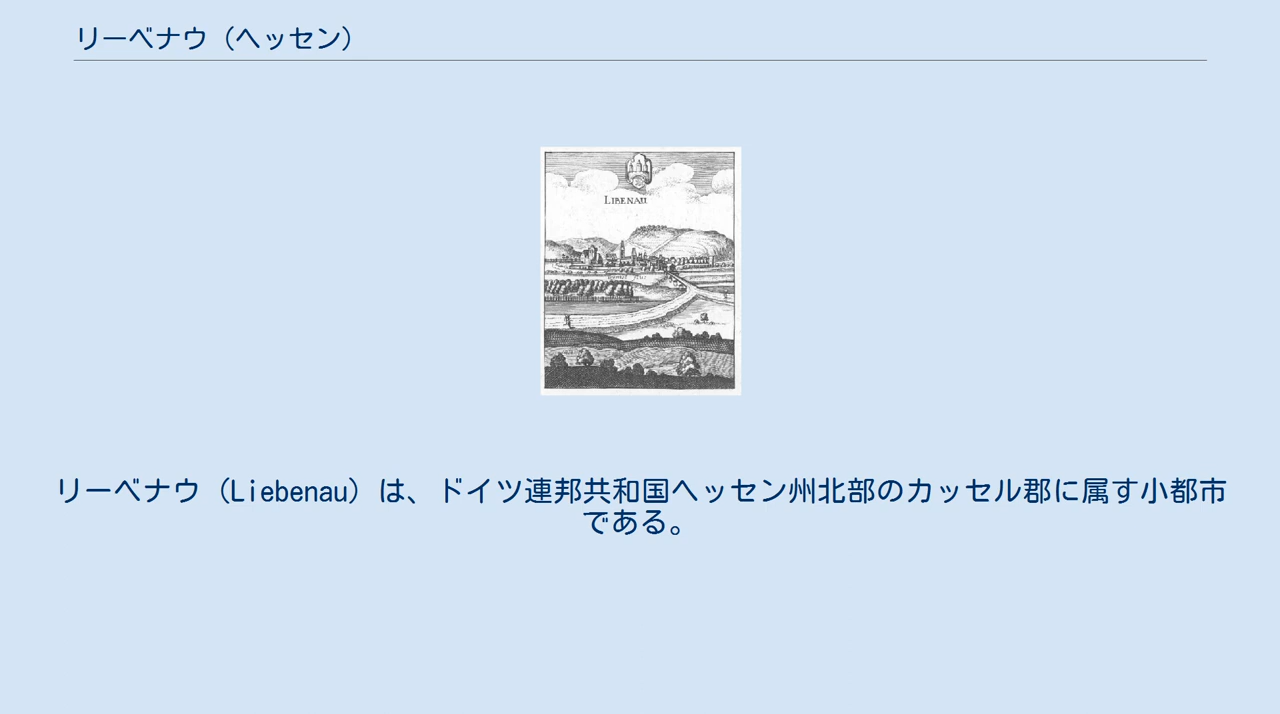 リーベナウ（ヘッセン）
LIBENAU
リーベナウ（Liebenau）は、ドイツ連邦共和国ヘッセン州北部のカッセル郡に属す小都市
である。